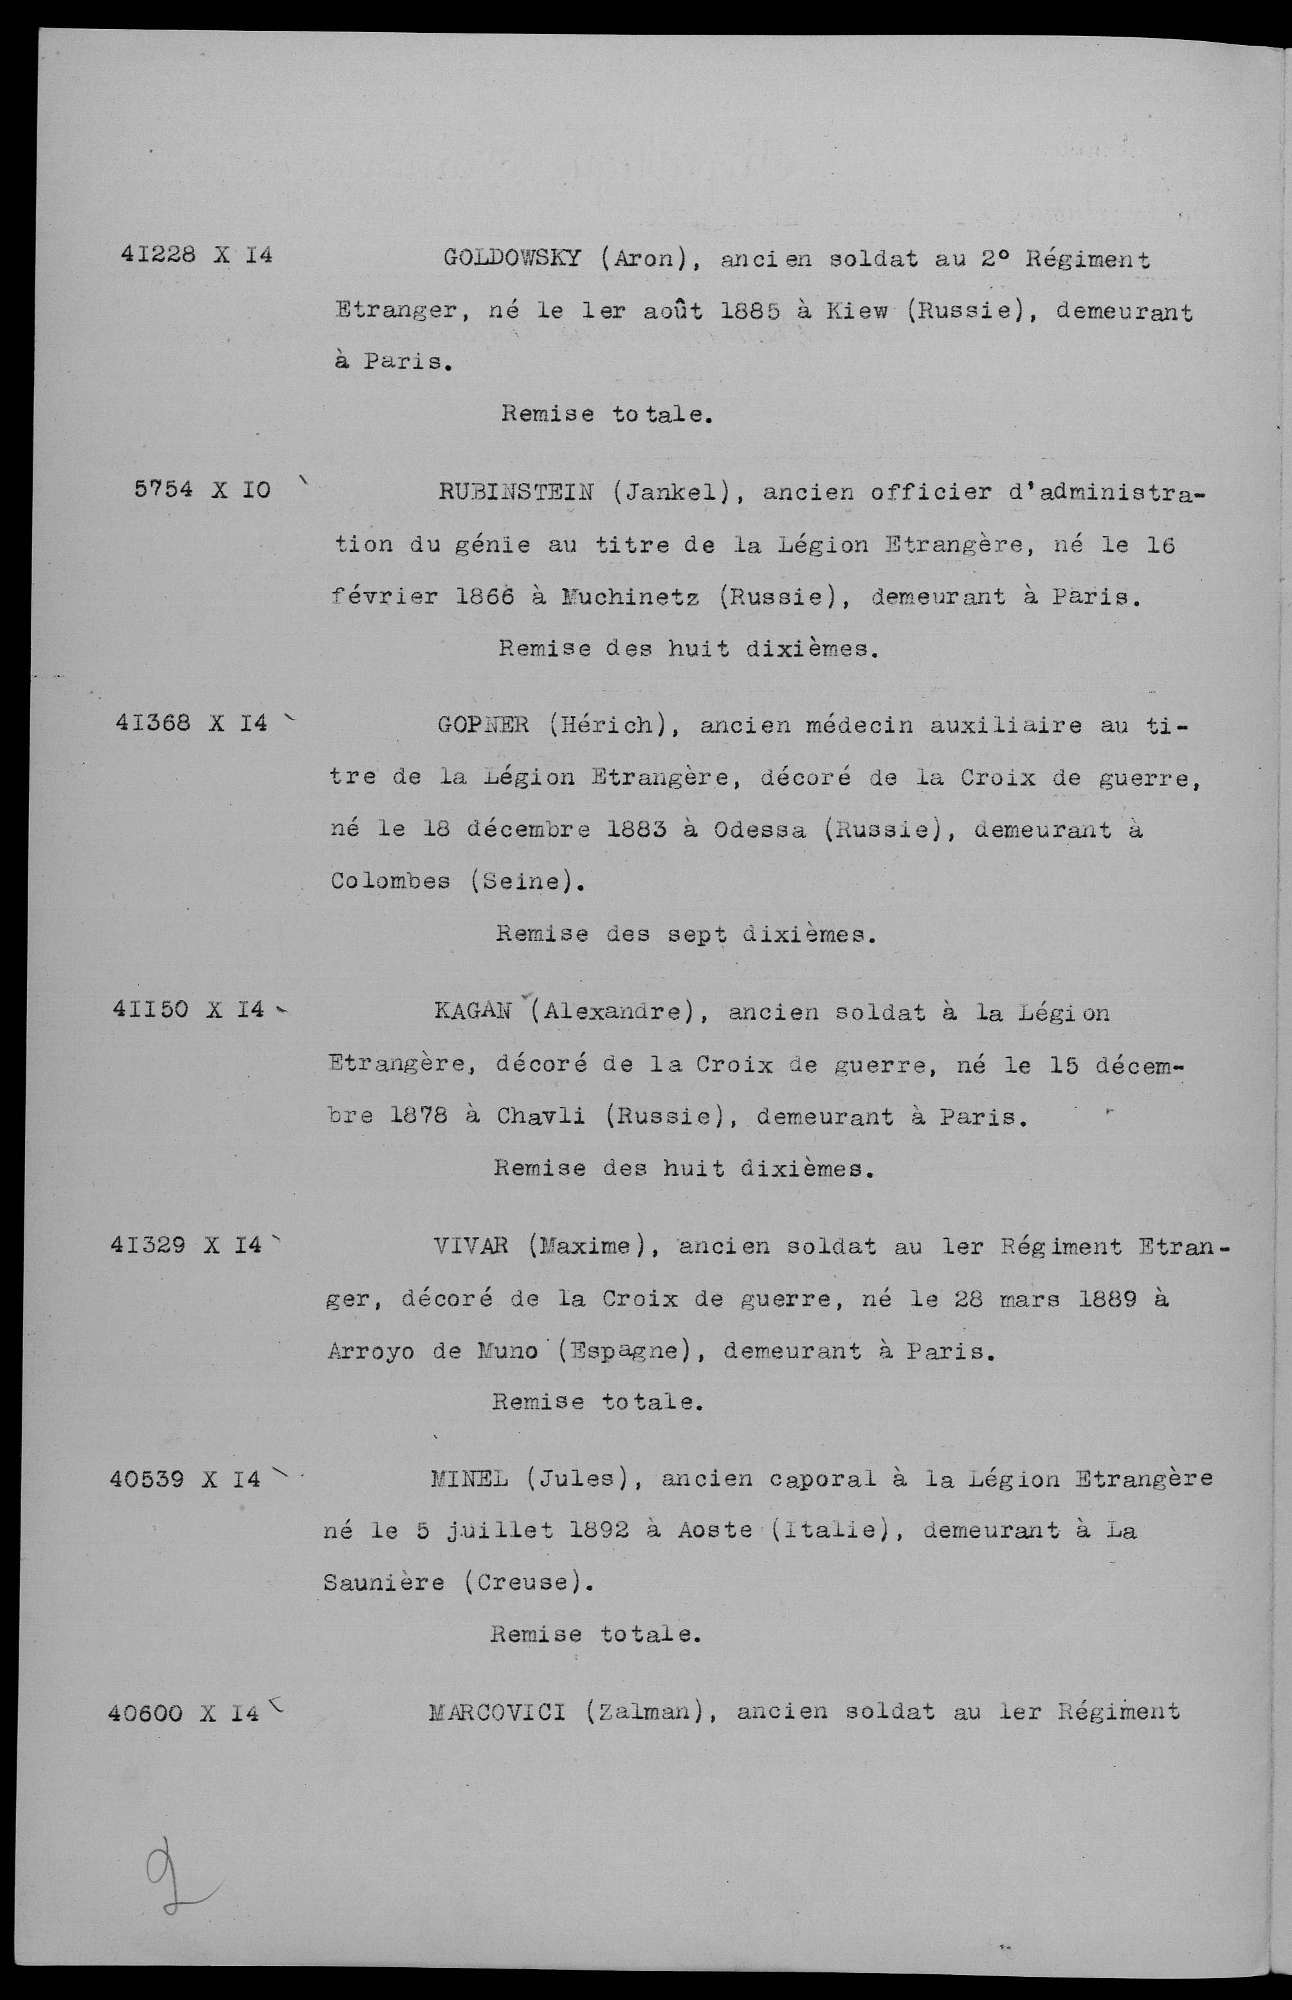 41228 X 14 GOLDOWSKY (Aron), ancien soldat au 2° Régiment
Etranger, né le 1er août 1885 à Kiew (Russie), demeurant
à Paris.
Remise totale.
5754 X 10 RUBINSTEIN (Jankel), ancien officier d'administra-
tion du génie au titre de la Légion Etrangère, né le 16
février 1866 à Muchinetz (Russie), demeurant à Paris.
Remise des huit dixièmes.
41368 X 14 GOPNER (Hérich), ancien médecin auxiliaire au ti-
tre de la Légion Etrangère, décoré de la Croix de guerre,
né le 18 décembre 1883 à Odessa (Russie), demeurant à
Colombes (Seine).
Remise des sept dixièmes.
41150 X 14 KAGAN (Alexandre), ancien soldat à la Légion
Etrangère, décoré de la Croix de guerre, né le 15 décem-
bre 1878 à Chavli (Russie), demeurant à Paris.
Remise des huit dixièmes.
41329 X 14 VIVAR (Maxime), ancien soldat au 1er Régiment Etran-
ger, décoré de la Croix de guerre, né le 28 mars 1889 à
Arroyo de Muno (Espagne), demeurant à Paris.
Remise totale.
40539 X 14 MINEL (Jules), ancien caporal à la Légion Etrangère
né le 5 juillet 1892 à Aoste (Italie), demeurant à La
Saunière (Creuse).
Remise totale.
40600 X 14 MARCOVICI (Zalman), ancien soldat au 1er Régiment
2